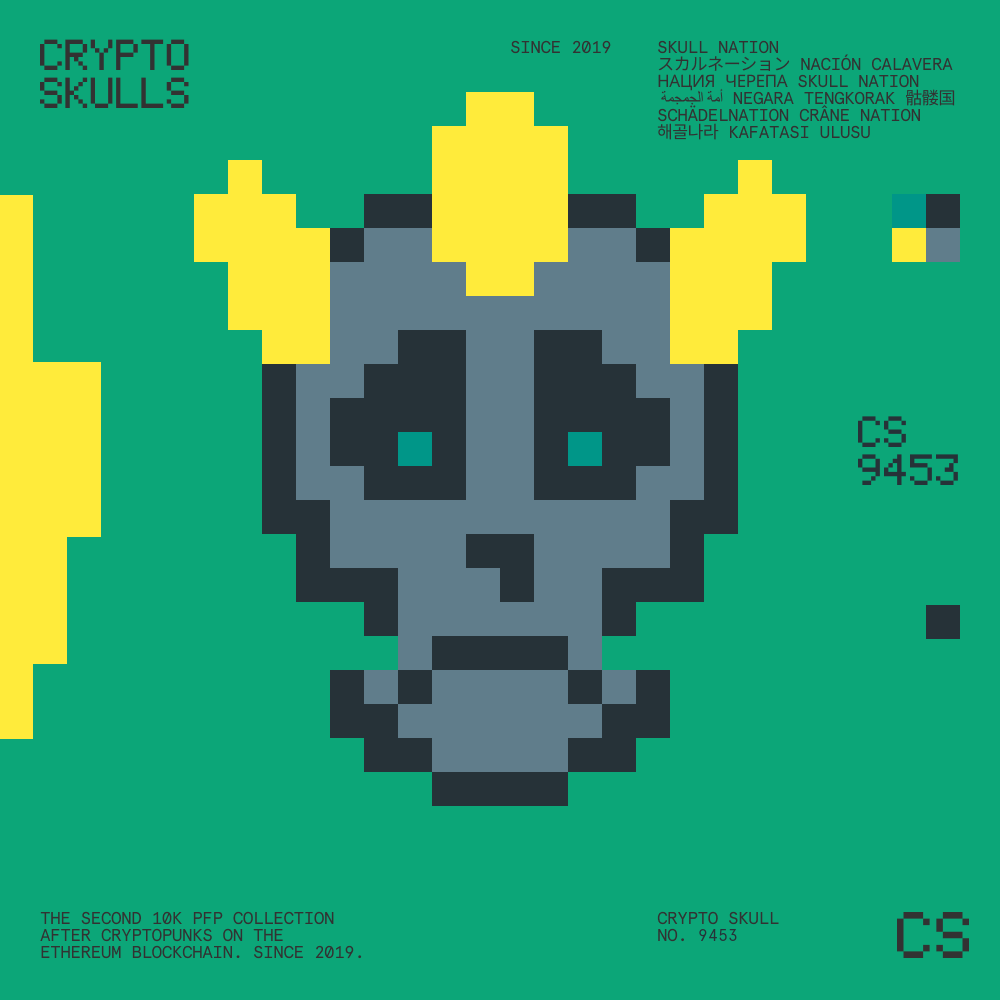 CRYPTO
SKULLS
SINCE 2019
SKULL NATION
スカルネーション NACIÓN CALAVERA
НАЦИЯ ЧЕРЕПА SKULL NATION
أمة الجمجمة NEGARA TENGKORAK 骷髅国
SCHÄDELNATION CRÂNE NATION
해골나라 KAFATASI ULUSU
CS
9453
THE SECOND 10K PFP COLLECTION
AFTER CRYPTOPUNKS ON THE
ETHEREUM BLOCKCHAIN. SINCE 2019.
CRYPTO SKULL
NO. 9453
CS